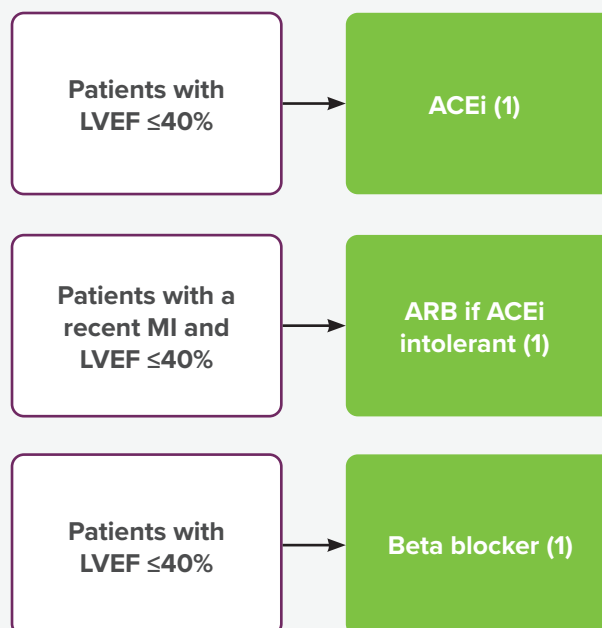 Patients with
LVEF ≤40%
ACEi (1)
Patients with a
recent MI and
LVEF ≤40%
ARB if ACEi
intolerant (1)
Patients with
LVEF ≤40%
Beta blocker (1)